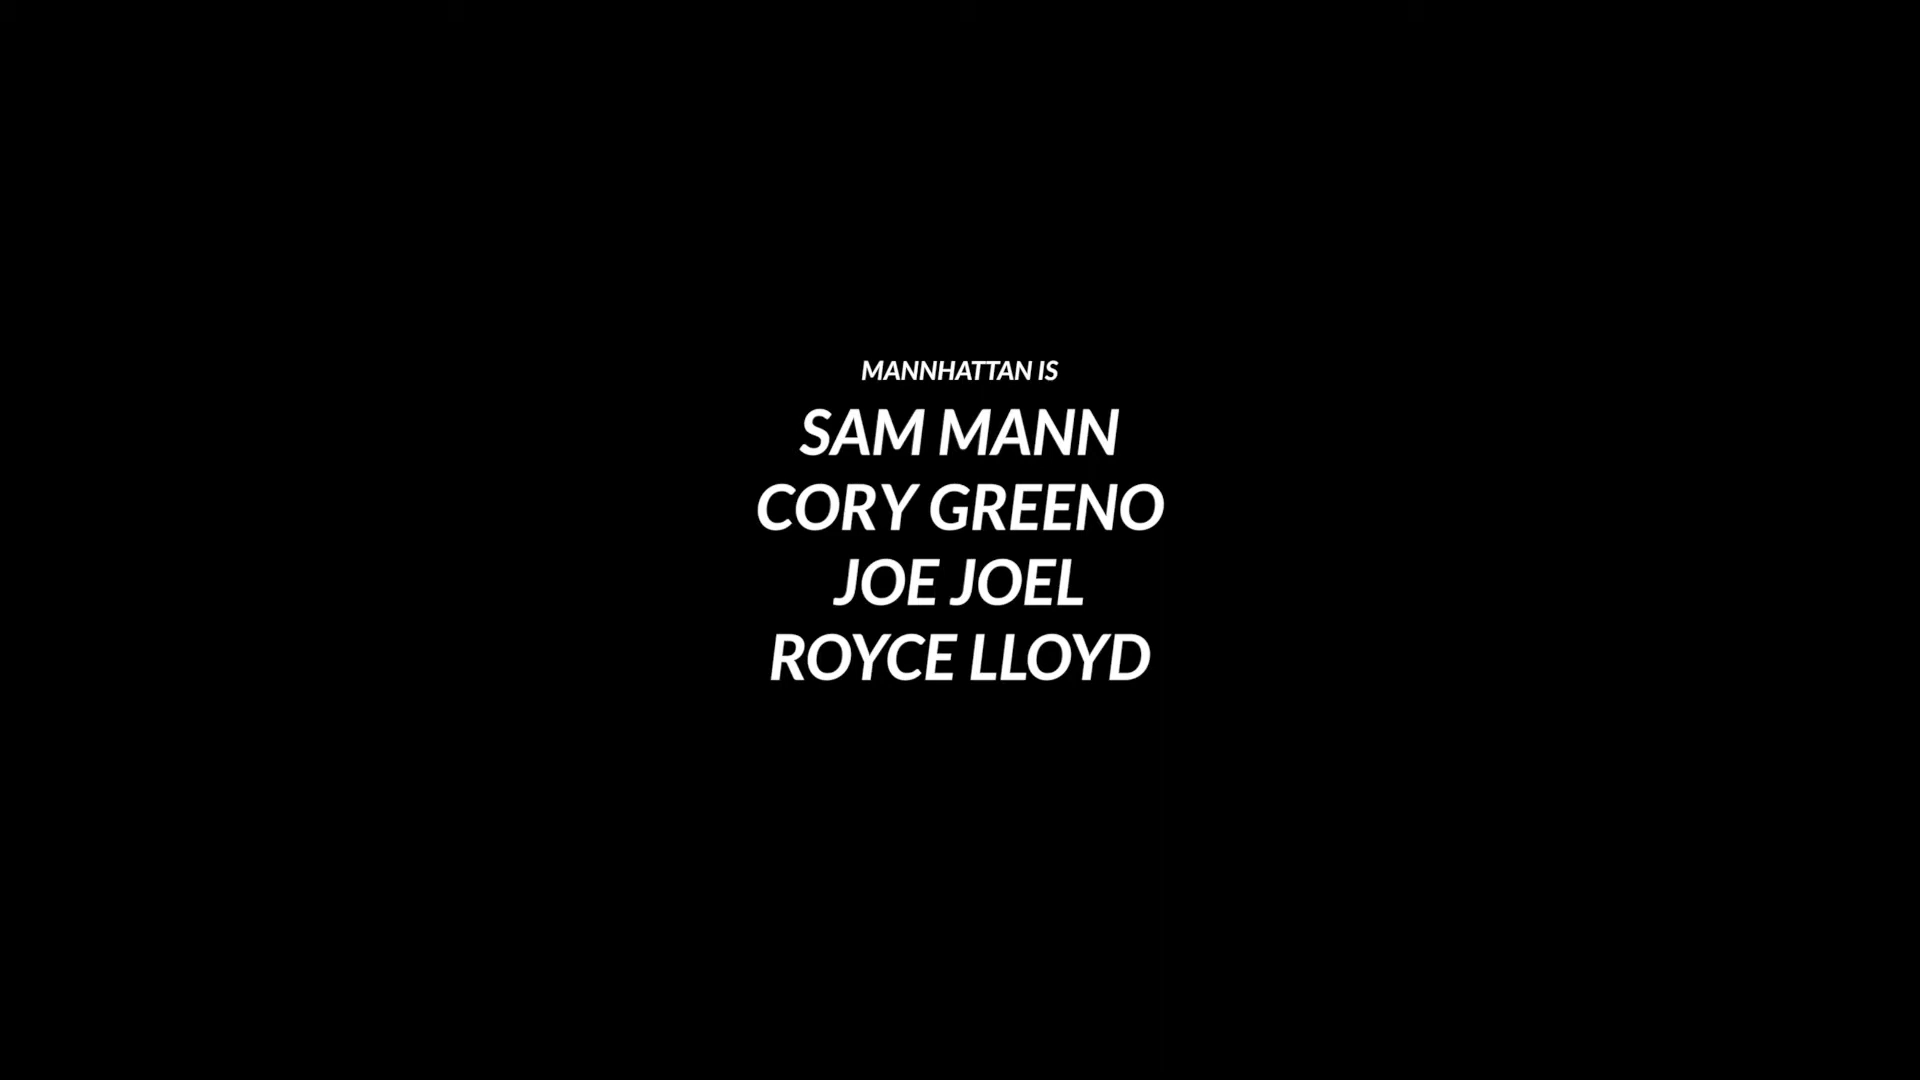 MANNHATTAN IS
SAM MANN
CORY GREENO
JOE JOEL
ROYCE LLOYD